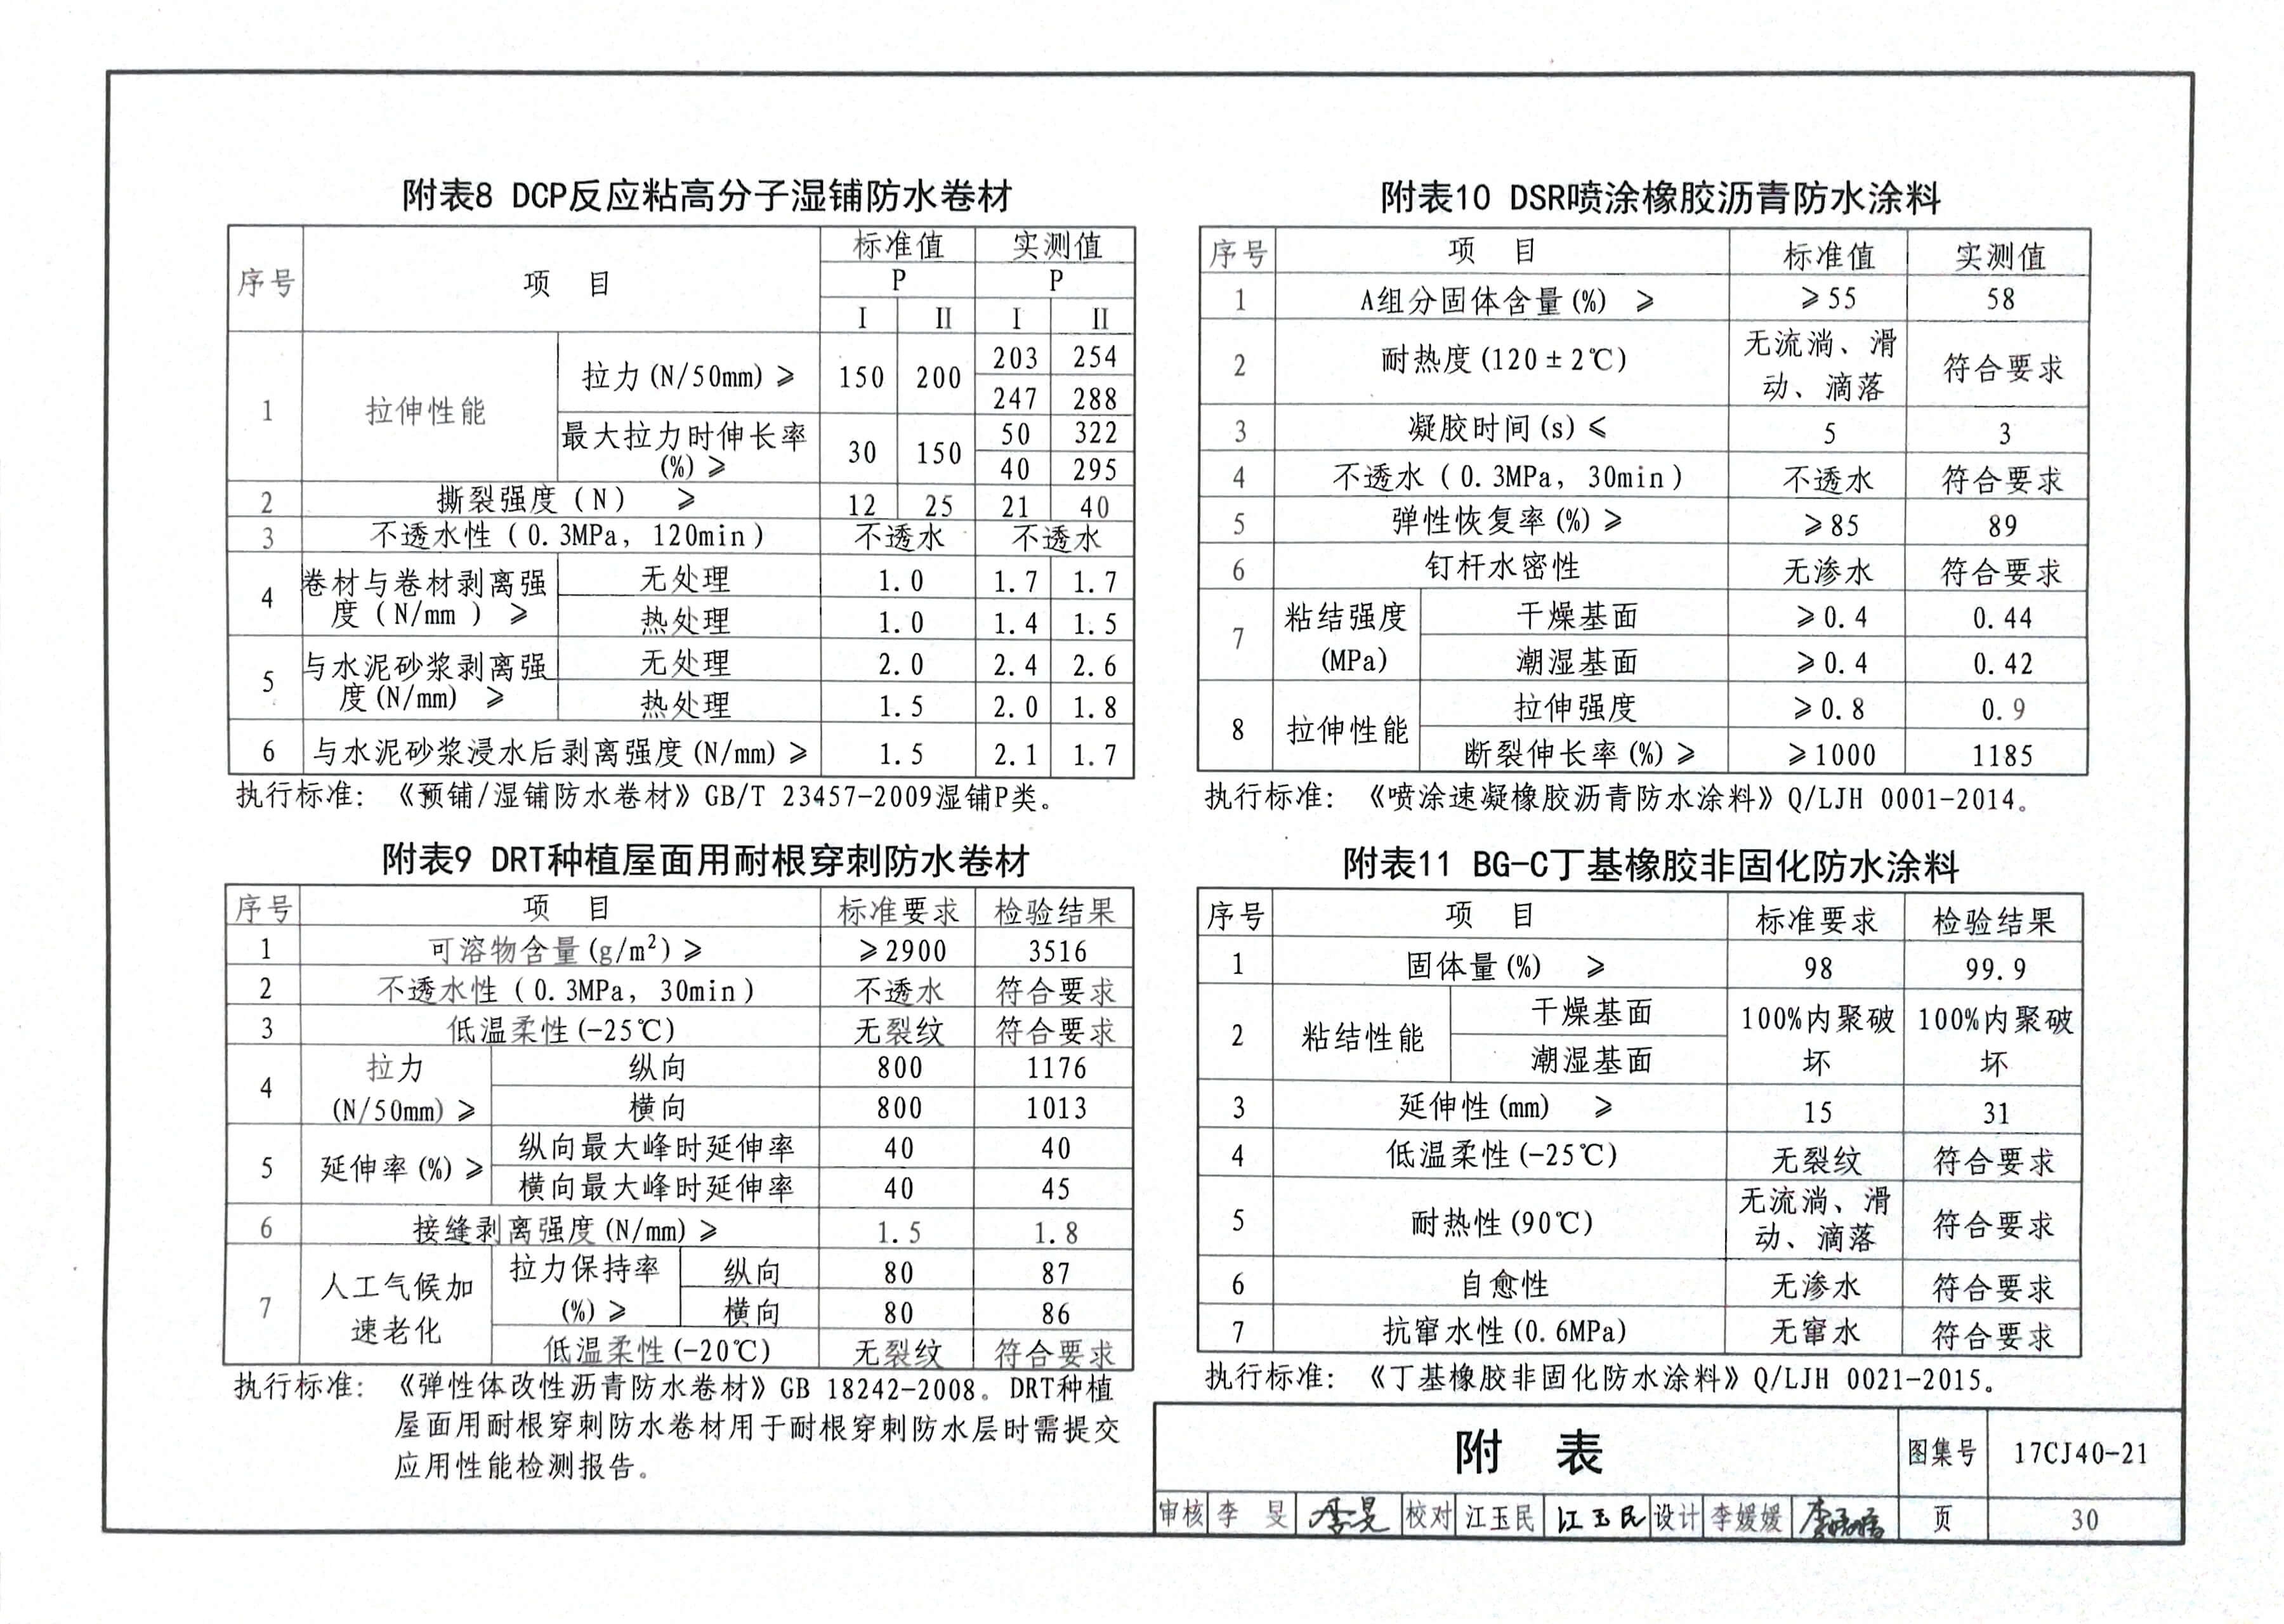 附表8 DCP反应粘高分子湿铺防水卷材
序号 项 目 标准值 实测值
P P
I II I II
1 拉伸性能 拉力(N/50mm) ≥ 150 200 203 254
247 288
最大拉力时伸长率(%) ≥ 30 150 50 322
40 295
2 撕裂强度(N) ≥ 12 25 21 40
3 不透水性(0.3MPa, 120min) 不透水 不透水
4 卷材与卷材剥离强度(N/mm) ≥ 无处理 1.0 1.7 1.7
热处理 1.0 1.4 1.5
5 与水泥砂浆剥离强度(N/mm) ≥ 无处理 2.0 2.4 2.6
热处理 1.5 2.0 1.8
6 与水泥砂浆浸水后剥离强度(N/mm) ≥ 1.5 2.1 1.7
执行标准: 《预铺/湿铺防水卷材》GB/T 23457-2009湿铺P类。
附表9 DRT种植屋面用耐根穿刺防水卷材
序号 项 目 标准要求 检验结果
1 可溶物含量(g/m²) ≥ ≥2900 3516
2 不透水性(0.3MPa, 30min) 不透水 符合要求
3 低温柔性(-25℃) 无裂纹 符合要求
4 拉力(N/50mm) ≥ 纵向 800 1176
横向 800 1013
5 延伸率(%) ≥ 纵向最大峰时延伸率 40 40
横向最大峰时延伸率 40 45
6 接缝剥离强度(N/mm) ≥ 1.5 1.8
7 人工气候加速老化 拉力保持率(%) ≥ 纵向 80 87
横向 80 86
低温柔性(-20℃) 无裂纹 符合要求
执行标准: 《弹性体改性沥青防水卷材》GB 18242-2008。DRT种植
屋面用耐根穿刺防水卷材用于耐根穿刺防水层时需提交
应用性能检测报告。
附表10 DSR喷涂橡胶沥青防水涂料
序号 项 目 标准值 实测值
1 A组分固体含量(%) ≥ ≥55 58
2 耐热度(120±2℃) 无流淌、滑动、滴落 符合要求
3 凝胶时间(s) ≤ 5 3
4 不透水(0.3MPa, 30min) 不透水 符合要求
5 弹性恢复率(%) ≥ ≥85 89
6 钉杆水密性 无渗水 符合要求
7 粘结强度(MPa) 干燥基面 ≥0.4 0.44
潮湿基面 ≥0.4 0.42
8 拉伸性能 拉伸强度 ≥0.8 0.9
断裂伸长率(%) ≥ ≥1000 1185
执行标准: 《喷涂速凝橡胶沥青防水涂料》Q/LJH 0001-2014。
附表11 BG-C丁基橡胶非固化防水涂料
序号 项 目 标准要求 检验结果
1 固体量(%) ≥ 98 99.9
2 粘结性能 干燥基面 100%内聚破坏 100%内聚破坏
潮湿基面
3 延伸性(mm) ≥ 15 31
4 低温柔性(-25℃) 无裂纹 符合要求
5 耐热性(90℃) 无流淌、滑动、滴落 符合要求
6 自愈性 无渗水 符合要求
7 抗窜水性(0.6MPa) 无窜水 符合要求
执行标准: 《丁基橡胶非固化防水涂料》Q/LJH 0021-2015。
附 表 图集号 17CJ40-21
审核 李 旻 李旻 校对 江玉民 江玉民 设计 李媛媛 李媛媛 页 30